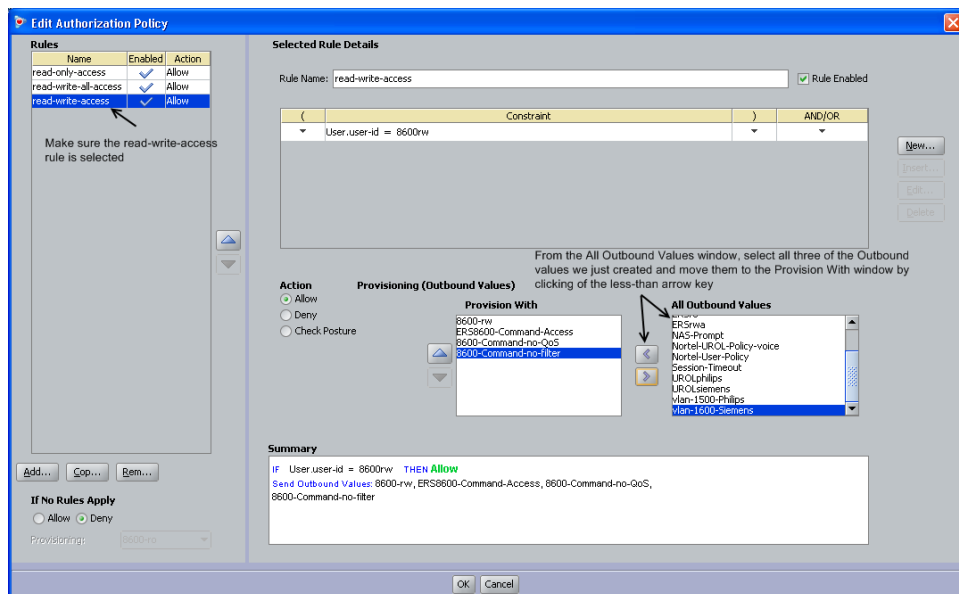 Edit Authorization Policy
Rules
Name Enabled Action
read-only-access Allow
read-write-all-access Allow
read-write-access Allow
Make sure the read-write-access
rule is selected
Add... Cop... Rem...
If No Rules Apply
Allow Deny
Provisioning: 8600-ro
Selected Rule Details
Rule Name: read-write-access Rule Enabled
( Constraint ) AND/OR
User.user-id = 8600rw
New...
Insert...
Edit...
Delete
From the All Outbound Values window, select all three of the Outbound
values we just created and move them to the Provision With window by
clicking of the less-than arrow key
Action Provisioning (Outbound Values)
Allow
Deny
Check Posture
Provision With
8600-rw
ERS8600-Command-Access
8600-Command-no-QoS
8600-Command-no-filter
<
>
All Outbound Values
ERSrwa
NAS-Prompt
Nortel-UROL-Policy-voice
Nortel-User-Policy
Session-Timeout
UROLphilips
UROLsiemens
vlan-1500-Philips
vlan-1600-Siemens
Summary
IF User.user-id = 8600rw THEN Allow
Send Outbound Values: 8600-rw, ERS8600-Command-Access, 8600-Command-no-QoS,
8600-Command-no-filter
OK Cancel